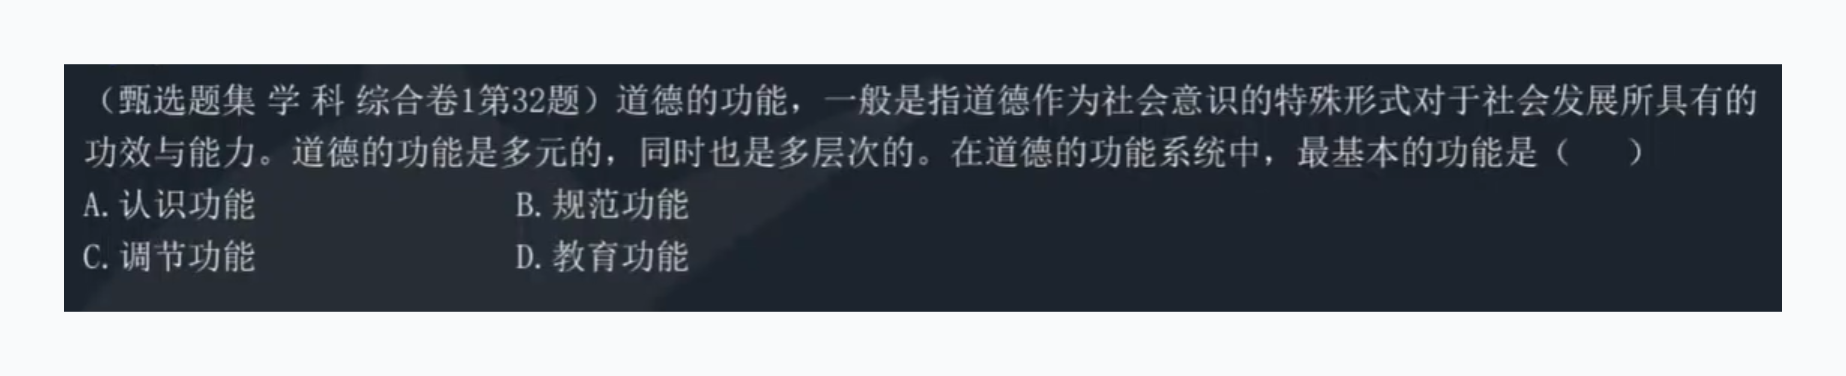 （甄选题集 学 科 综合卷1第32题）道德的功能，一般是指道德作为社会意识的特殊形式对于社会发展所具有的
功效与能力。道德的功能是多元的，同时也是多层次的。在道德的功能系统中，最基本的功能是（　　）
A. 认识功能　　B. 规范功能
C. 调节功能　　D. 教育功能